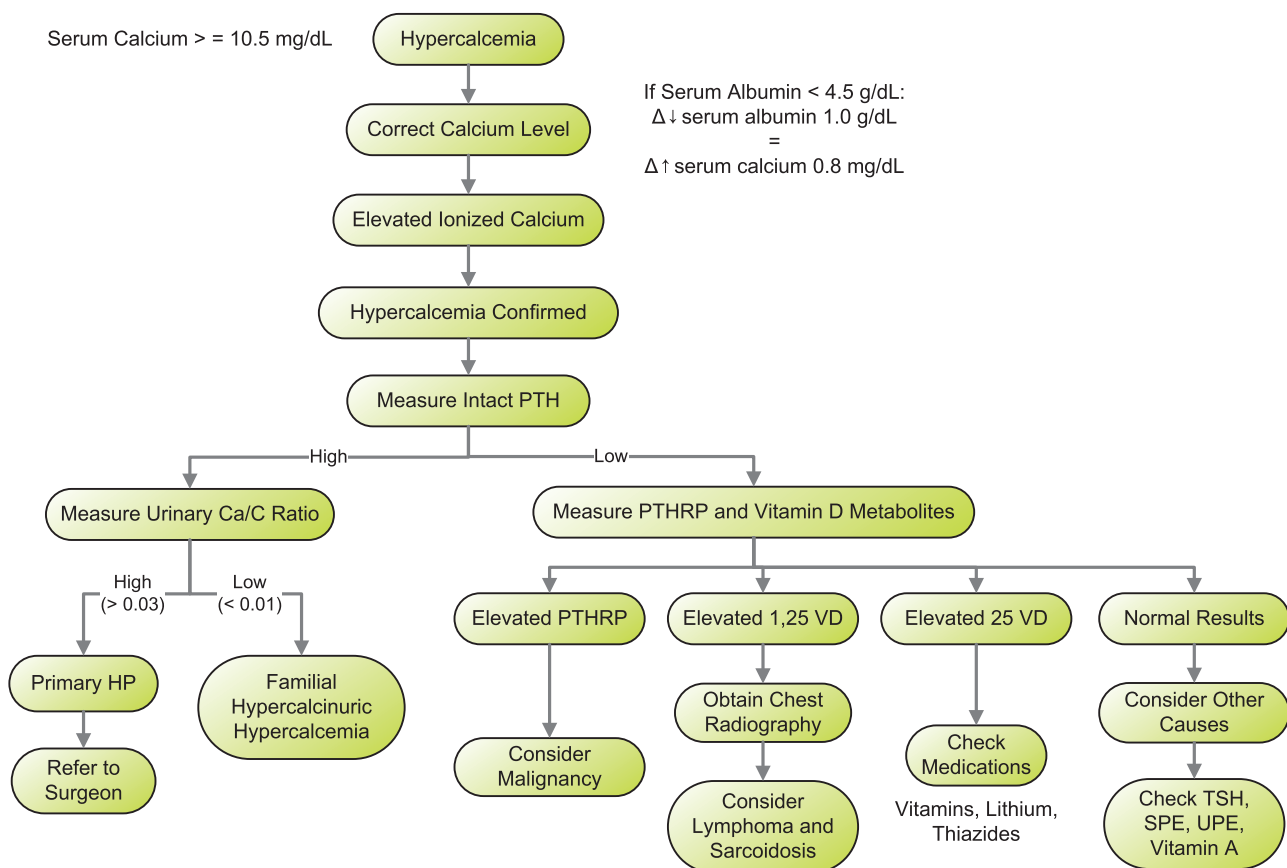 Serum Calcium > = 10.5 mg/dL
Hypercalcemia
If Serum Albumin < 4.5 g/dL:
Δ↓ serum albumin 1.0 g/dL
=
Δ↑ serum calcium 0.8 mg/dL
Correct Calcium Level
Elevated Ionized Calcium
Hypercalcemia Confirmed
Measure Intact PTH
High
Low
Measure Urinary Ca/C Ratio
Measure PTHRP and Vitamin D Metabolites
High
(> 0.03)
Low
(< 0.01)
Primary HP
Refer to
Surgeon
Familial
Hypercalcinuric
Hypercalcemia
Elevated PTHRP
Consider
Malignancy
Elevated 1,25 VD
Obtain Chest
Radiography
Consider
Lymphoma and
Sarcoidosis
Elevated 25 VD
Check
Medications
Vitamins, Lithium,
Thiazides
Normal Results
Consider Other
Causes
Check TSH,
SPE, UPE,
Vitamin A